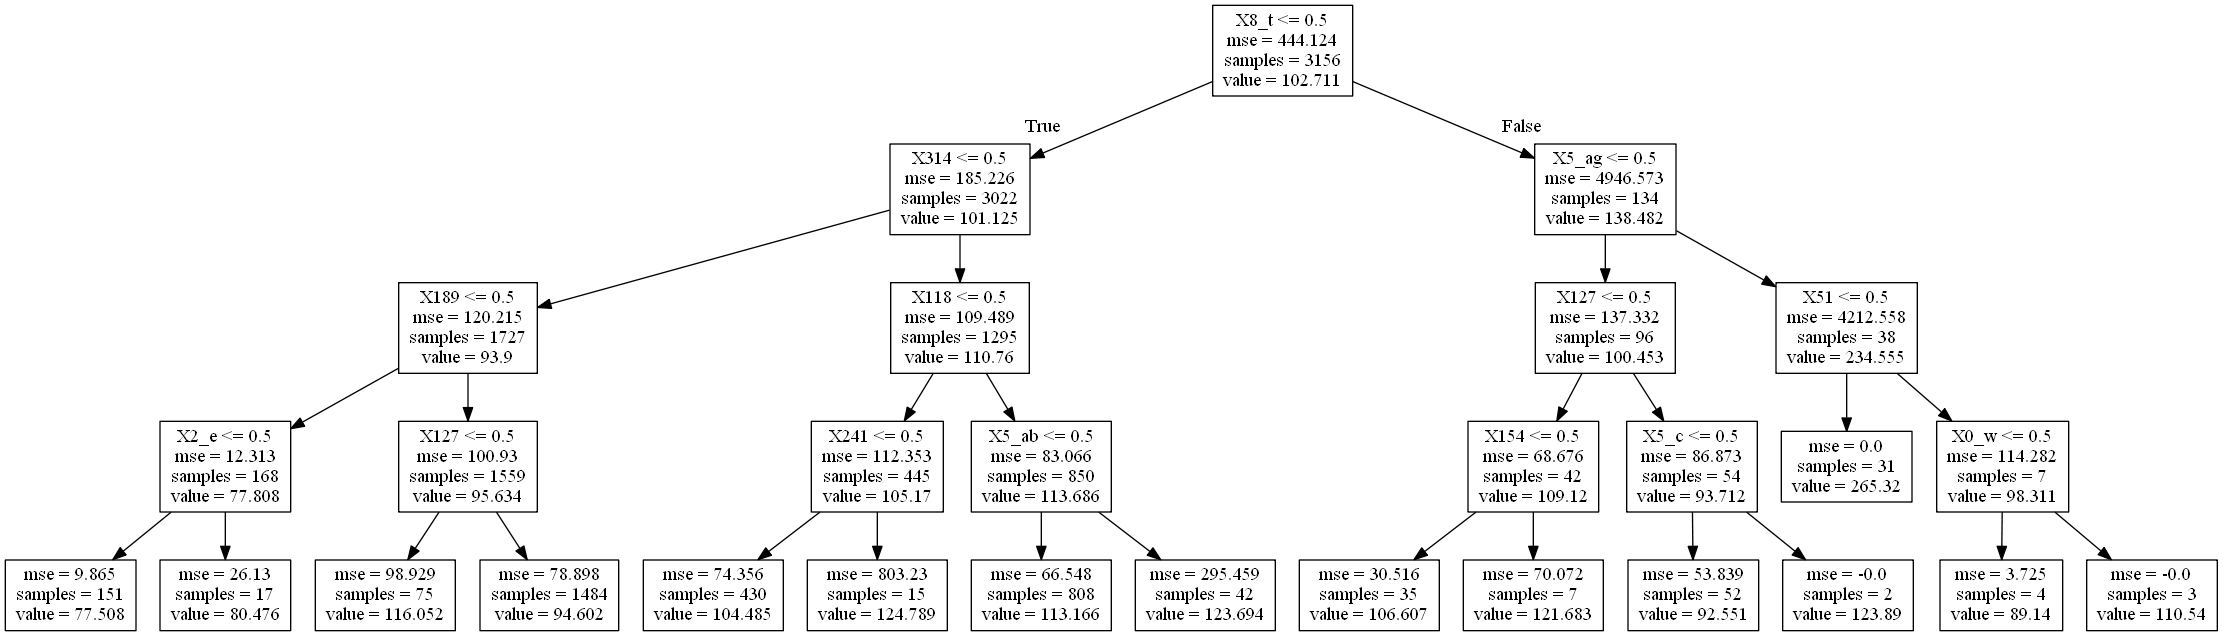 X8_t <= 0.5
mse = 444.124
samples = 3156
value = 102.711
True
False
X314 <= 0.5
mse = 185.226
samples = 3022
value = 101.125
X5_ag <= 0.5
mse = 4946.573
samples = 134
value = 138.482
X189 <= 0.5
mse = 120.215
samples = 1727
value = 93.9
X118 <= 0.5
mse = 109.489
samples = 1295
value = 110.76
X127 <= 0.5
mse = 137.332
samples = 96
value = 100.453
X51 <= 0.5
mse = 4212.558
samples = 38
value = 234.555
X2_e <= 0.5
mse = 12.313
samples = 168
value = 77.808
X127 <= 0.5
mse = 100.93
samples = 1559
value = 95.634
X241 <= 0.5
mse = 112.353
samples = 445
value = 105.17
X5_ab <= 0.5
mse = 83.066
samples = 850
value = 113.686
X154 <= 0.5
mse = 68.676
samples = 42
value = 109.12
X5_c <= 0.5
mse = 86.873
samples = 54
value = 93.712
mse = 0.0
samples = 31
value = 265.32
X0_w <= 0.5
mse = 114.282
samples = 7
value = 98.311
mse = 9.865
samples = 151
value = 77.508
mse = 26.13
samples = 17
value = 80.476
mse = 98.929
samples = 75
value = 116.052
mse = 78.898
samples = 1484
value = 94.602
mse = 74.356
samples = 430
value = 104.485
mse = 803.23
samples = 15
value = 124.789
mse = 66.548
samples = 808
value = 113.166
mse = 295.459
samples = 42
value = 123.694
mse = 30.516
samples = 35
value = 106.607
mse = 70.072
samples = 7
value = 121.683
mse = 53.839
samples = 52
value = 92.551
mse = -0.0
samples = 2
value = 123.89
mse = 3.725
samples = 4
value = 89.14
mse = -0.0
samples = 3
value = 110.54